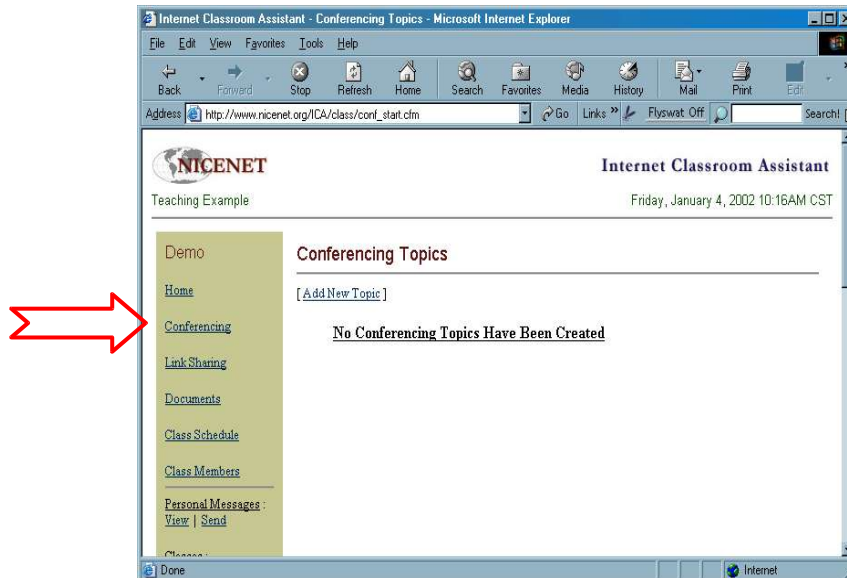 Internet Classroom Assistant - Conferencing Topics - Microsoft Internet Explorer
File Edit View Favorites Tools Help
Back Forward Stop Refresh Home Search Favorites Media History Mail Print Edit
Address http://www.nicenet.org/ICA/class/conf_start.cfm Go Links » Flyswat Off Search!
NICENET Internet Classroom Assistant
Teaching Example Friday, January 4, 2002 10:16AM CST
Demo
Home
Conferencing
Link Sharing
Documents
Class Schedule
Class Members
Personal Messages :
View | Send
Classes :
Conferencing Topics
[ Add New Topic ]
No Conferencing Topics Have Been Created
Done Internet